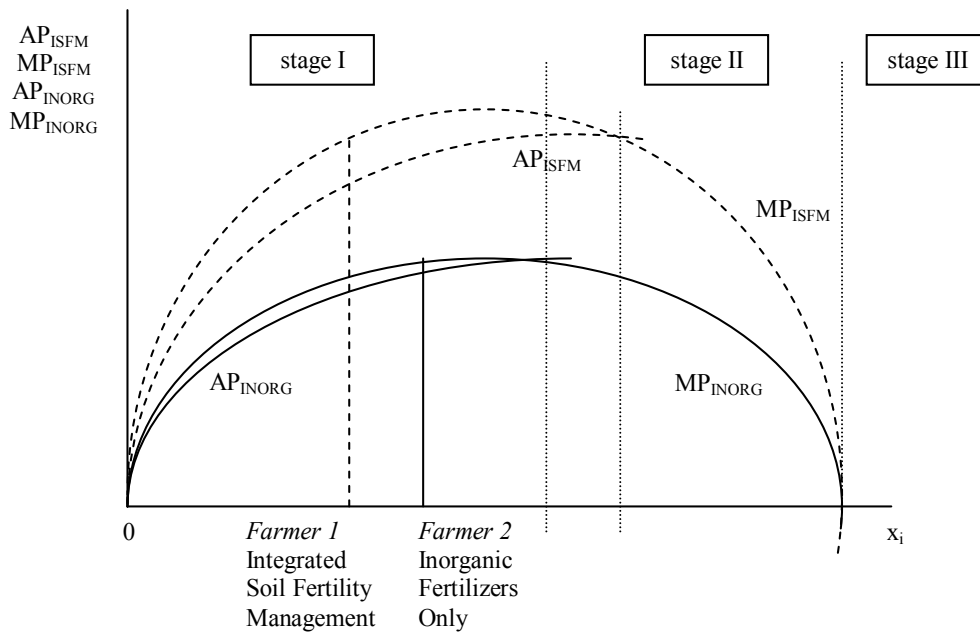 AP_ISFM
MP_ISFM
AP_INORG
MP_INORG
stage I
stage II
stage III
AP_ISFM
MP_ISFM
AP_INORG
MP_INORG
0
x_i
Farmer 1
Integrated
Soil Fertility
Management
Farmer 2
Inorganic
Fertilizers
Only